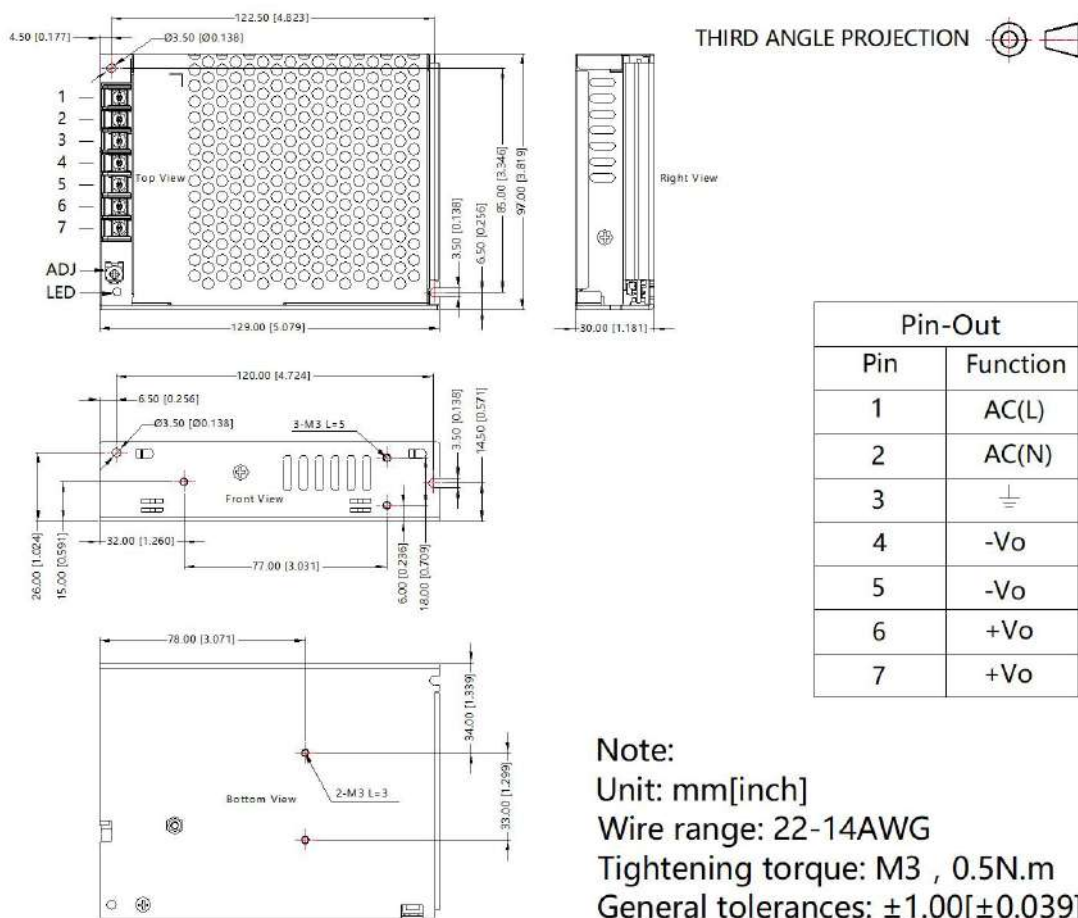 122.50 [4.823]
4.50 [0.177]
Ø3.50 [Ø0.138]
THIRD ANGLE PROJECTION
1
2
3
4
5
6
7
Top View
ADJ
LED
3.50 [0.138]
6.50 [0.256]
85.00 [3.346]
97.00 [3.819]
129.00 [5.079]
Right View
30.00 [1.181]
Pin-Out
Pin Function
1 AC(L)
2 AC(N)
3
4 -Vo
5 -Vo
6 +Vo
7 +Vo
120.00 [4.724]
6.50 [0.256]
Ø3.50 [Ø0.138]
3-M3 L=5
Front View
3.50 [0.138]
14.50 [0.571]
26.00 [1.024]
15.00 [0.591]
32.00 [1.260]
77.00 [3.031]
6.00 [0.236]
18.00 [0.709]
78.00 [3.071]
34.00 [1.339]
33.00 [1.299]
Bottom View
2-M3 L=3
Note:
Unit: mm[inch]
Wire range: 22-14AWG
Tightening torque: M3 , 0.5N.m
General tolerances: ±1.00[±0.039]